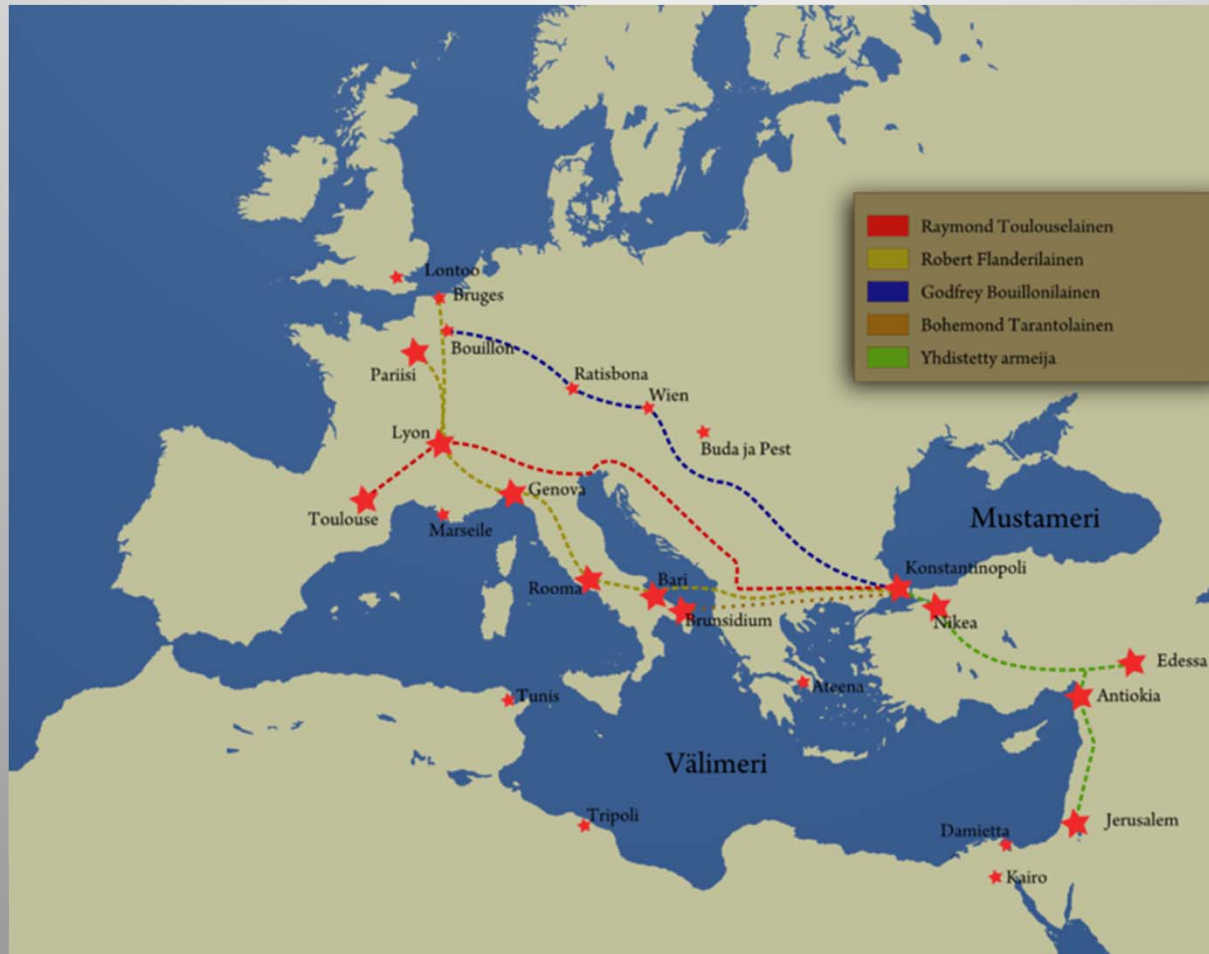 Raymond Toulouselainen
Robert Flanderilainen
Godfrey Bouillonilainen
Bohemond Tarantolainen
Yhdistetty armeija
Lontoo
Bruges
Bouillon
Pariisi
Ratisbona
Wien
Lyon
Buda ja Pest
Genova
Toulouse
Marseile
Mustameri
Konstantinopoli
Rooma
Bari
Brunsidium
Nikea
Edessa
Ateena
Antiokia
Tunis
Välimeri
Tripoli
Jerusalem
Damietta
Kairo